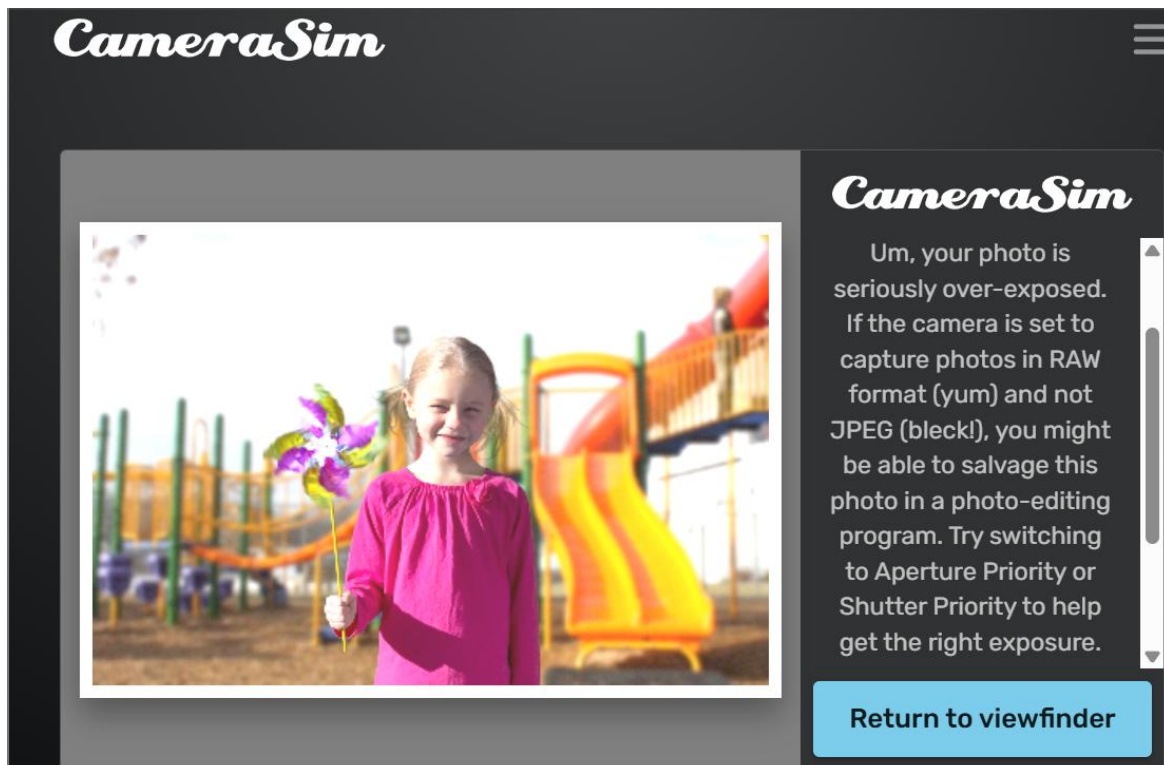 CameraSim
CameraSim
Um, your photo is
seriously over-exposed.
If the camera is set to
capture photos in RAW
format (yum) and not
JPEG (bleck!), you might
be able to salvage this
photo in a photo-editing
program. Try switching
to Aperture Priority or
Shutter Priority to help
get the right exposure.
Return to viewfinder